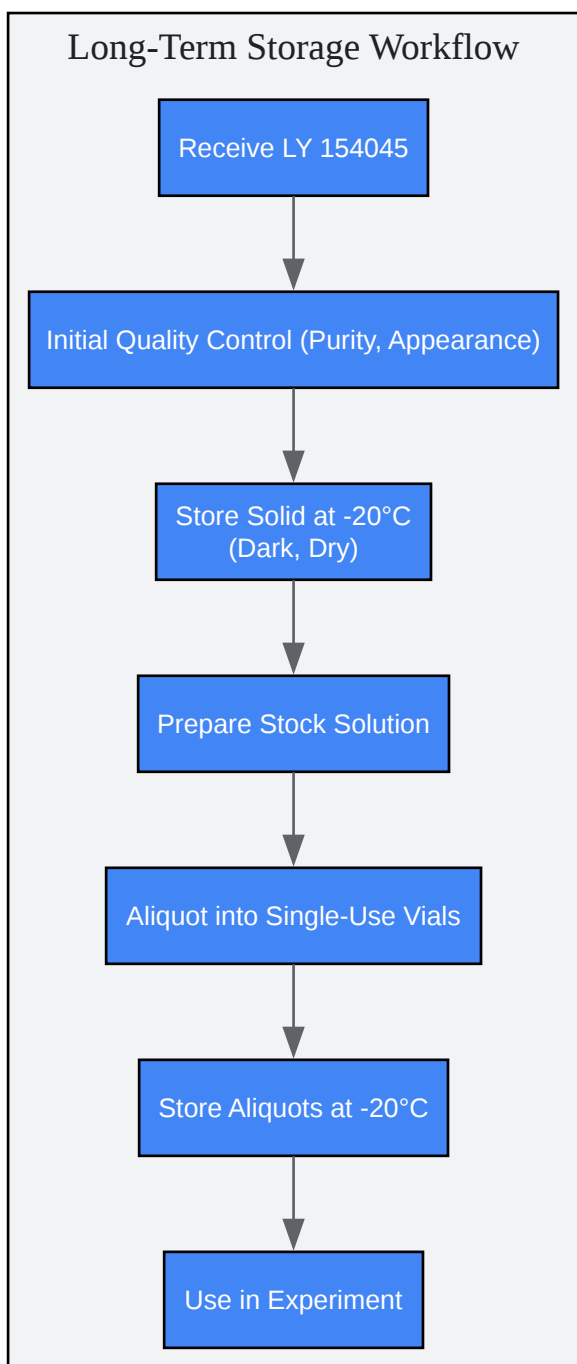 Long-Term Storage Workflow
Receive LY 154045
Initial Quality Control (Purity, Appearance)
Store Solid at -20°C
(Dark, Dry)
Prepare Stock Solution
Aliquot into Single-Use Vials
Store Aliquots at -20°C
Use in Experiment